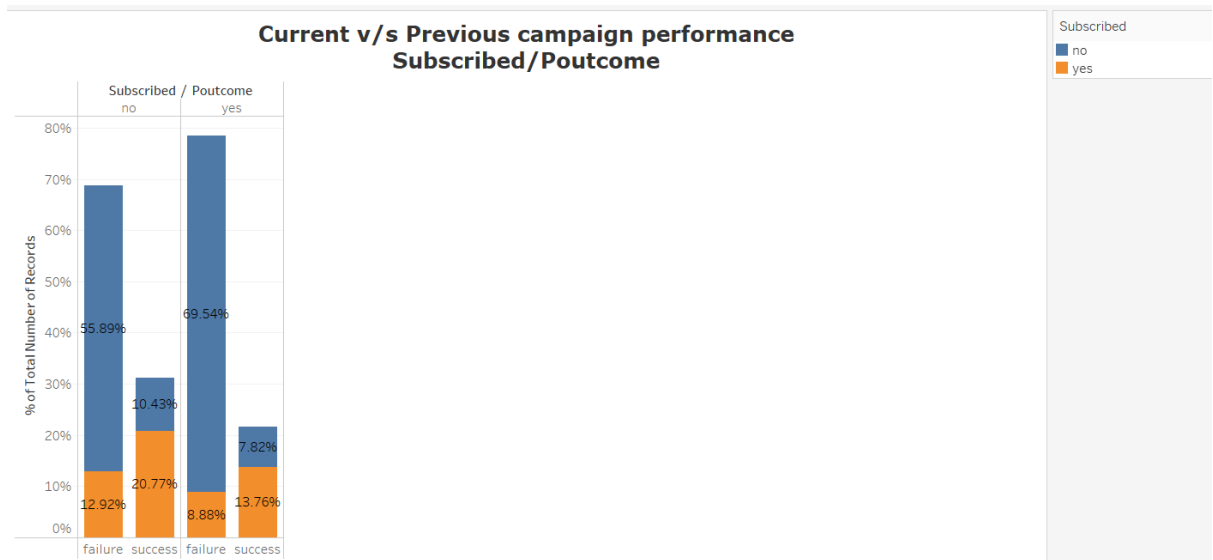 Current v/s Previous campaign performance
Subscribed/Poutcome
Subscribed
no
yes
Subscribed / Poutcome
no yes
% of Total Number of Records
80%
70%
60%
50%
40%
30%
20%
10%
0%
55.89%
12.92%
10.43%
20.77%
69.54%
8.88%
7.82%
13.76%
failure success failure success